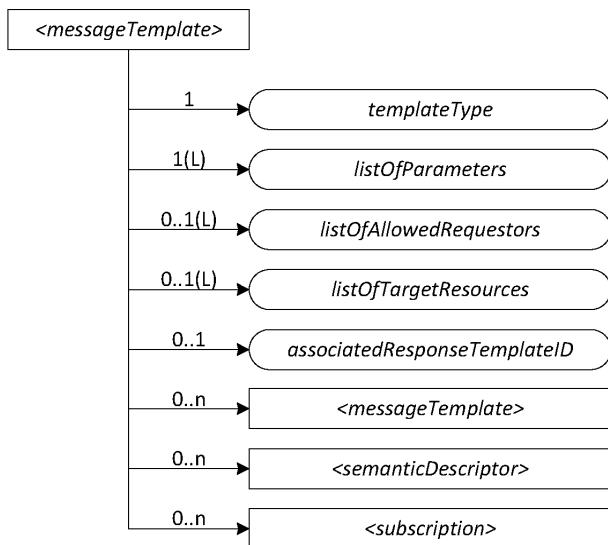 <messageTemplate>
1
templateType
1(L)
listOfParameters
0..1(L)
listOfAllowedRequestors
0..1(L)
listOfTargetResources
0..1
associatedResponseTemplateID
0..n
<messageTemplate>
0..n
<semanticDescriptor>
0..n
<subscription>